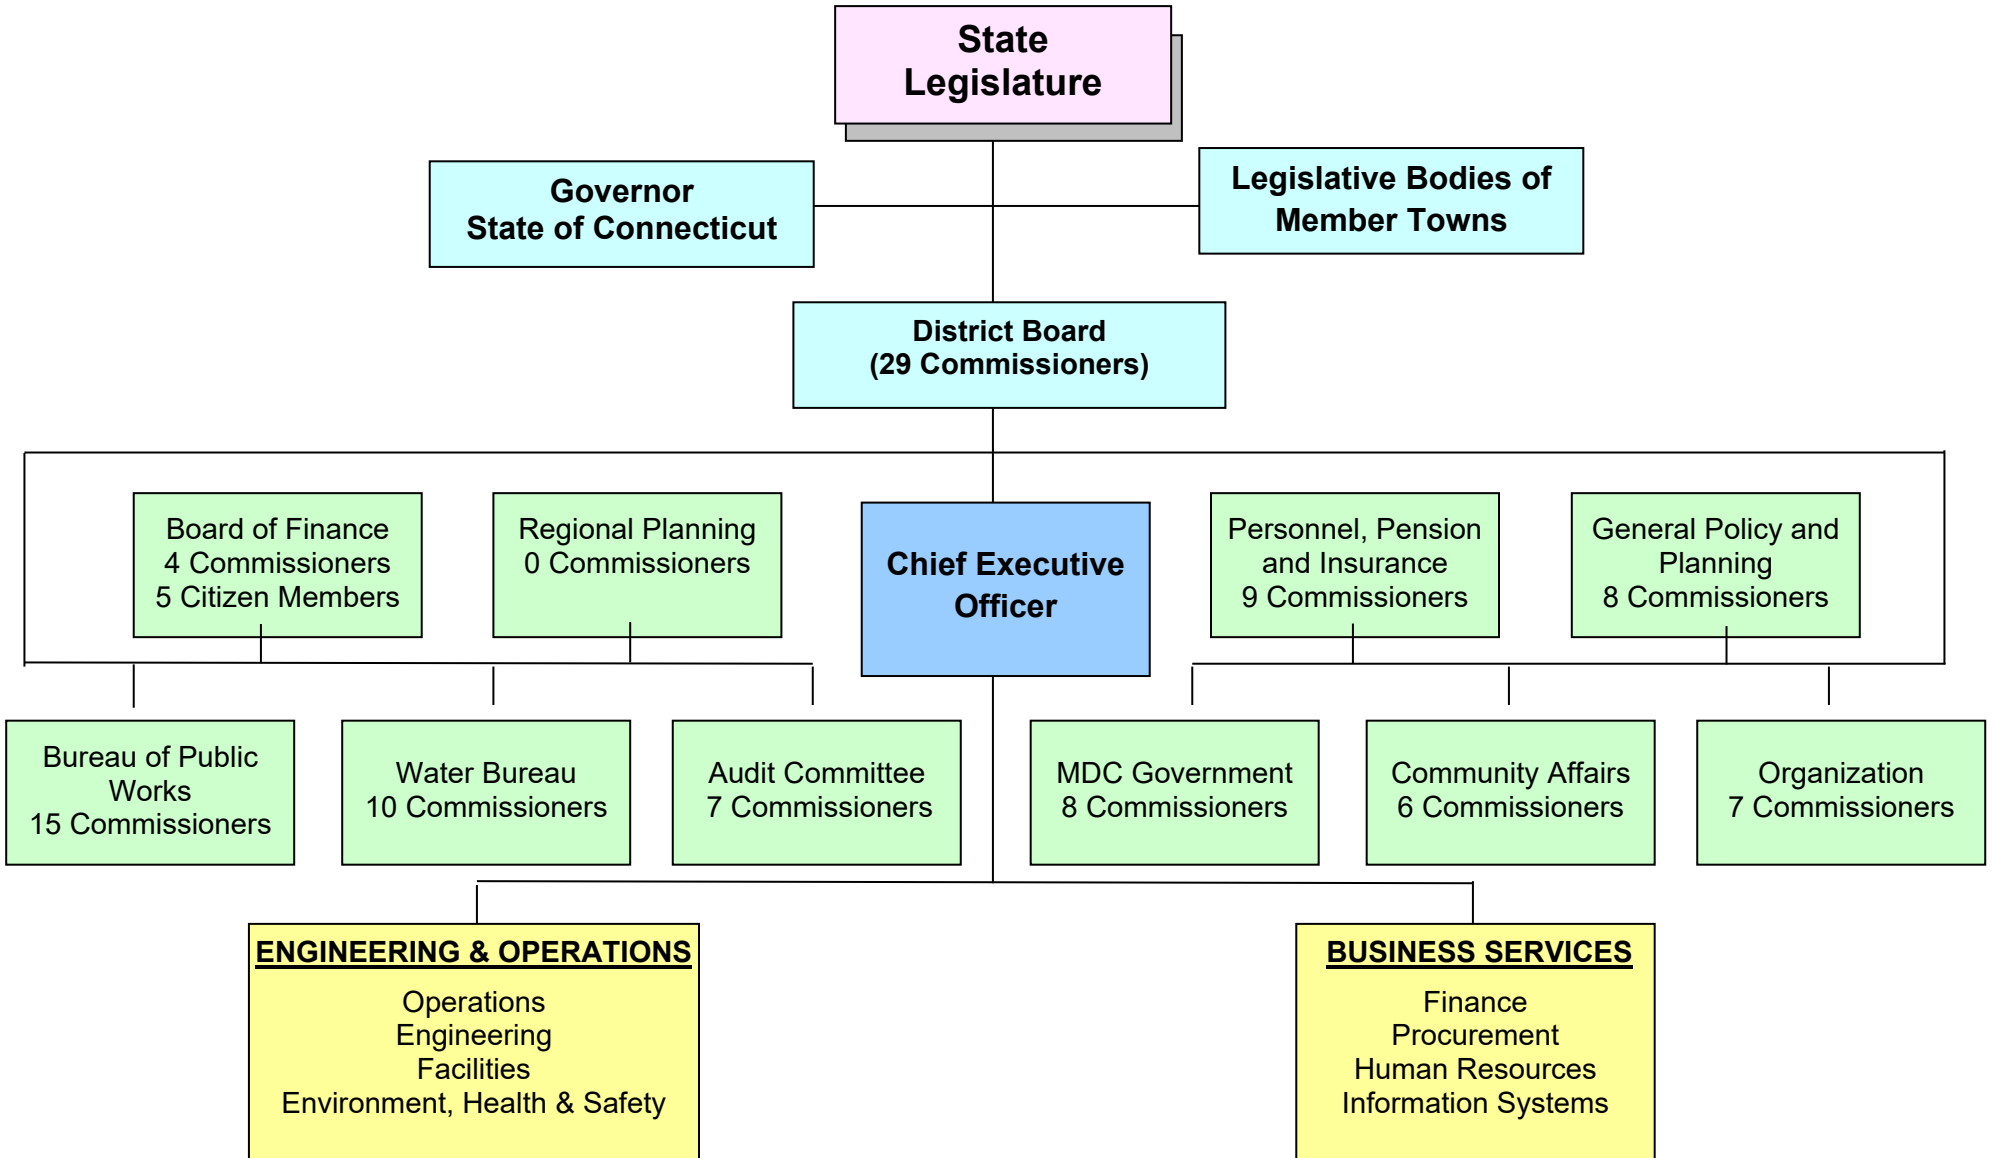 State
Legislature
Governor
State of Connecticut
Legislative Bodies of
Member Towns
District Board
(29 Commissioners)
Board of Finance
4 Commissioners
5 Citizen Members
Regional Planning
0 Commissioners
Chief Executive
Officer
Personnel, Pension
and Insurance
9 Commissioners
General Policy and
Planning
8 Commissioners
Bureau of Public
Works
15 Commissioners
Water Bureau
10 Commissioners
Audit Committee
7 Commissioners
MDC Government
8 Commissioners
Community Affairs
6 Commissioners
Organization
7 Commissioners
ENGINEERING & OPERATIONS
Operations
Engineering
Facilities
Environment, Health & Safety
BUSINESS SERVICES
Finance
Procurement
Human Resources
Information Systems